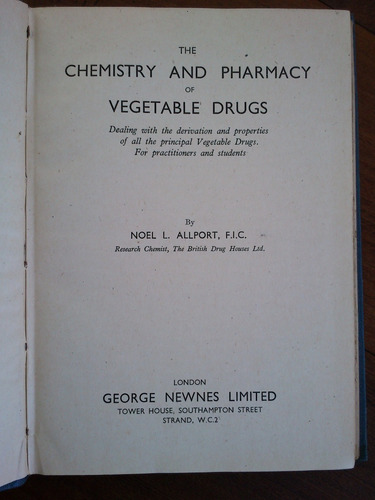 THE
CHEMISTRY AND PHARMACY
OF
VEGETABLE DRUGS
Dealing with the derivation and properties
of all the principal Vegetable Drugs.
For practitioners and students
By
NOEL L. ALLPORT, F.I.C.
Research Chemist, The British Drug Houses Ltd.
LONDON
GEORGE NEWNES LIMITED
TOWER HOUSE, SOUTHAMPTON STREET
STRAND, W.C.2